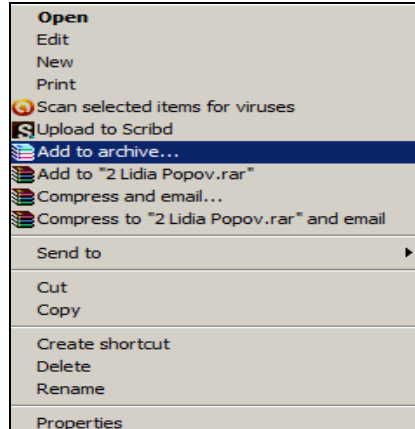 Open
Edit
New
Print
Scan selected items for viruses
Upload to Scribd
Add to archive...
Add to "2 Lidia Popov.rar"
Compress and email...
Compress to "2 Lidia Popov.rar" and email
Send to
Cut
Copy
Create shortcut
Delete
Rename
Properties